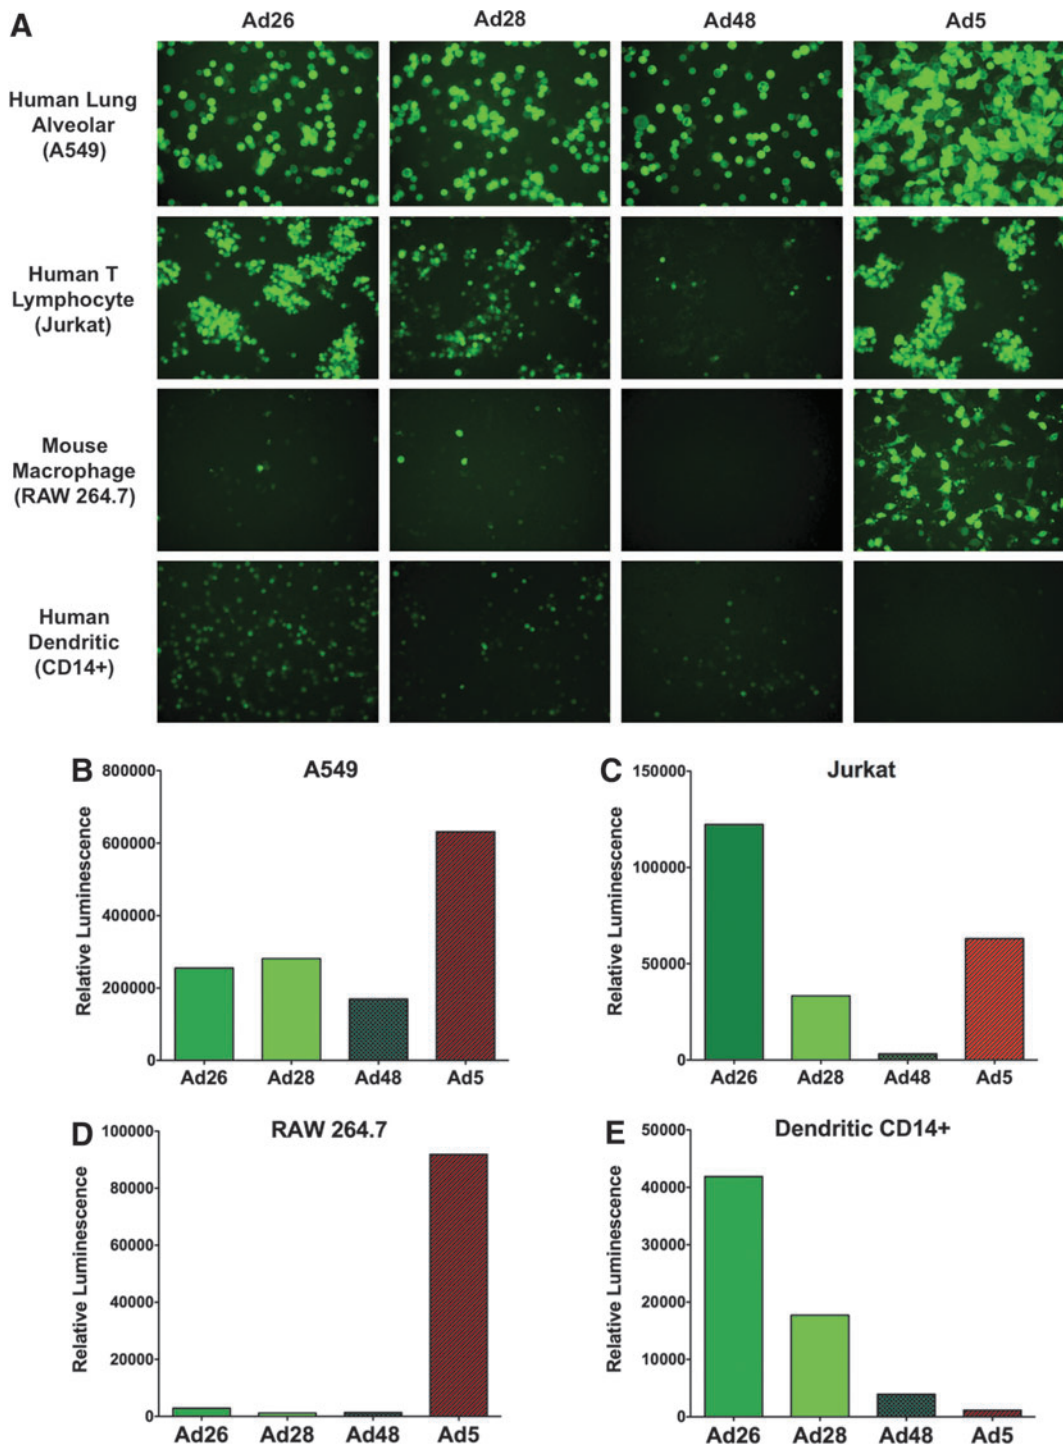 A
Ad26 Ad28 Ad48 Ad5
Human Lung
Alveolar
(A549)
Human T
Lymphocyte
(Jurkat)
Mouse
Macrophage
(RAW 264.7)
Human
Dendritic
(CD14+)
B
A549
Relative Luminescence
800000
600000
400000
200000
0
Ad26 Ad28 Ad48 Ad5
C
Jurkat
Relative Luminescence
150000
100000
50000
0
Ad26 Ad28 Ad48 Ad5
D
RAW 264.7
Relative Luminescence
100000
80000
60000
40000
20000
0
Ad26 Ad28 Ad48 Ad5
E
Dendritic CD14+
Relative Luminescence
50000
40000
30000
20000
10000
0
Ad26 Ad28 Ad48 Ad5